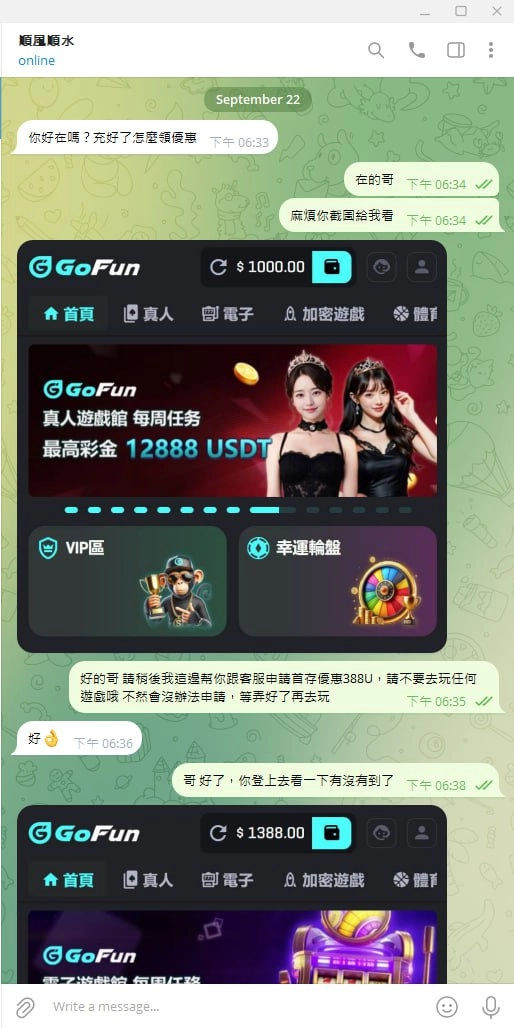 順風順水
online
September 22
你好在嗎？充好了怎麼領優惠 下午 06:33
在的哥 下午 06:34
麻煩你截圖給我看 下午 06:34
GoFun $ 1000.00
首頁 真人 電子 加密遊戲 體育
GoFun
真人遊戲館 每周任务
最高彩金 12888 USDT
VIP區 幸運輪盤
好的哥 請稍後我這邊幫你跟客服申請首存優惠388U，請不要去玩任何
遊戲哦 不然會沒辦法申請，等弄好了再去玩 下午 06:35
好👌 下午 06:36
哥 好了，你登上去看一下有沒有到了 下午 06:38
GoFun $ 1388.00
首頁 真人 電子 加密遊戲 體育
GoFun
電子遊戲館 每周任務
Write a message...